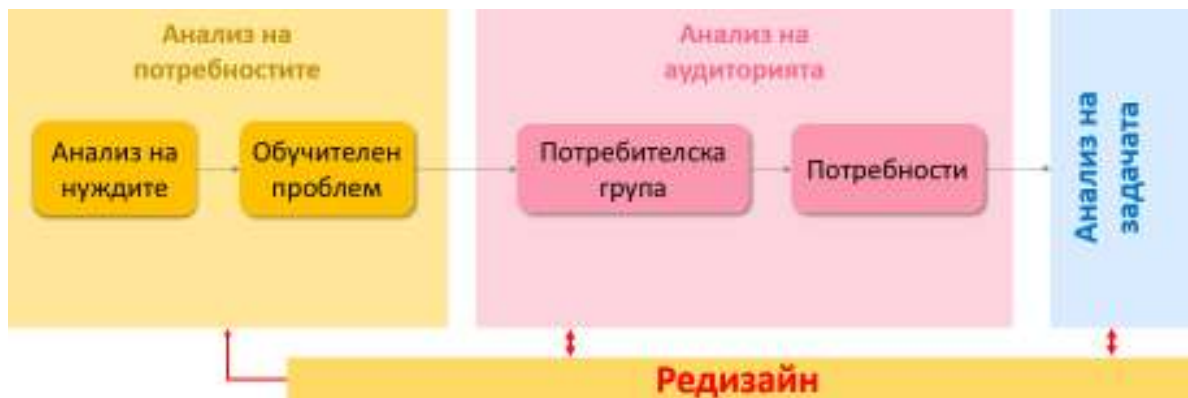 Анализ на
потребностите
Анализ на
нуждите
Обучителен
проблем
Анализ на
аудиторията
Потребителска
група
Потребности
Анализ на
задачата
Редизайн